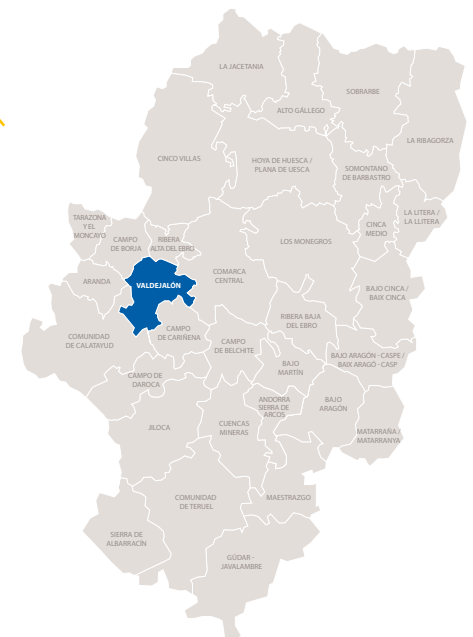 LA JACETANIA
SOBRARBE
ALTO GÁLLEGO
LA RIBAGORZA
CINCO VILLAS
HOYA DE HUESCA /
PLANA DE UESCA
SOMONTANO
DE BARBASTRO
TARAZONA
Y EL
MONCAYO
CAMPO
DE BORJA
RIBERA
ALTA DEL EBRO
LOS MONEGROS
CINCA
MEDIO
LA LITERA /
LA LLITERA
ARANDA
VALDEJALÓN
COMARCA
CENTRAL
BAJO CINCA /
BAIX CINCA
COMUNIDAD
DE CALATAYUD
CAMPO
DE CARIÑENA
RIBERA BAJA
DEL EBRO
CAMPO
DE BELCHITE
BAJO
MARTÍN
BAJO ARAGÓN - CASPE /
BAIX ARAGÓ - CASP
CAMPO DE
DAROCA
ANDORRA
SIERRA DE
ARCOS
BAJO
ARAGÓN
JILOCA
CUENCAS
MINERAS
MATARRAÑA /
MATARRANYA
COMUNIDAD
DE TERUEL
MAESTRAZGO
SIERRA DE
ALBARRACÍN
GÚDAR -
JAVALAMBRE